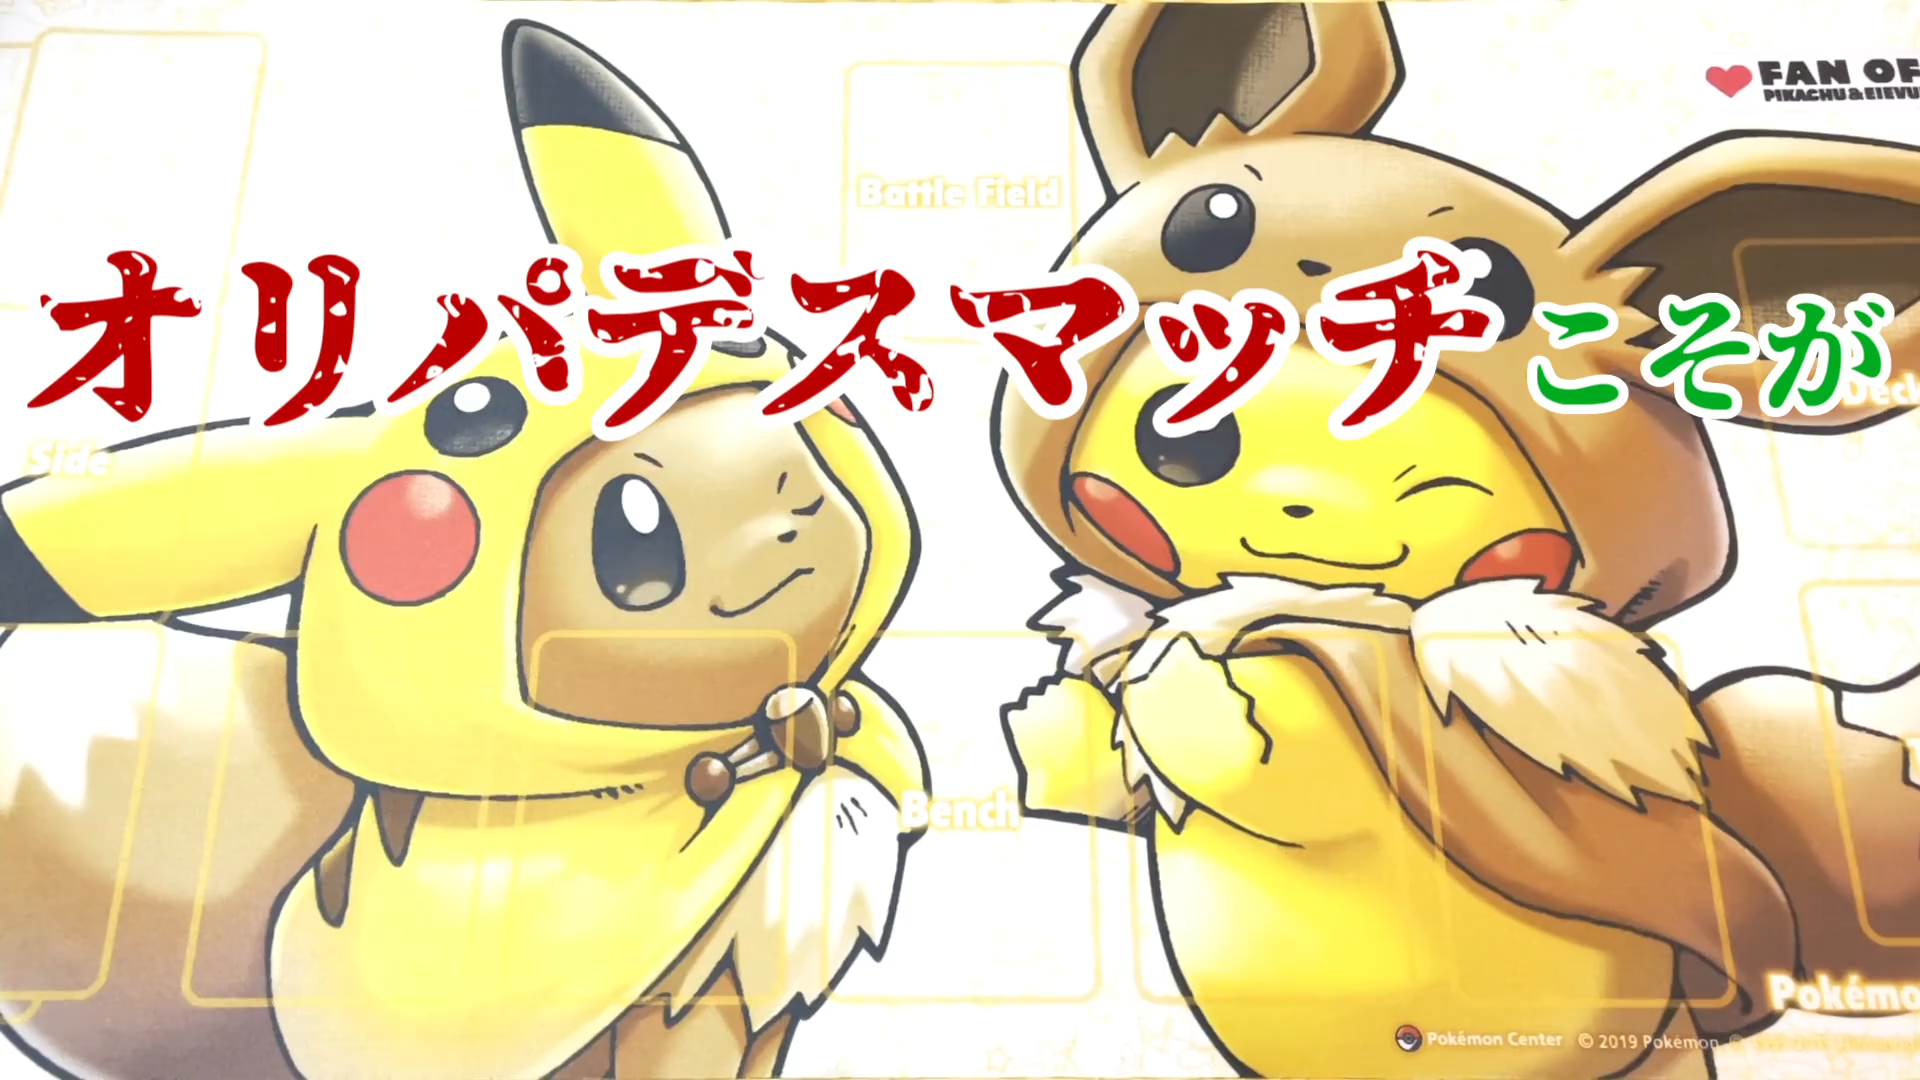 FAN OF
PIKACHU & EIEVU
Battle Field
オリパデスマッチこそが
Deck
Side
Bench
Pokémo
Pokémon Center © 2019 Pokémon